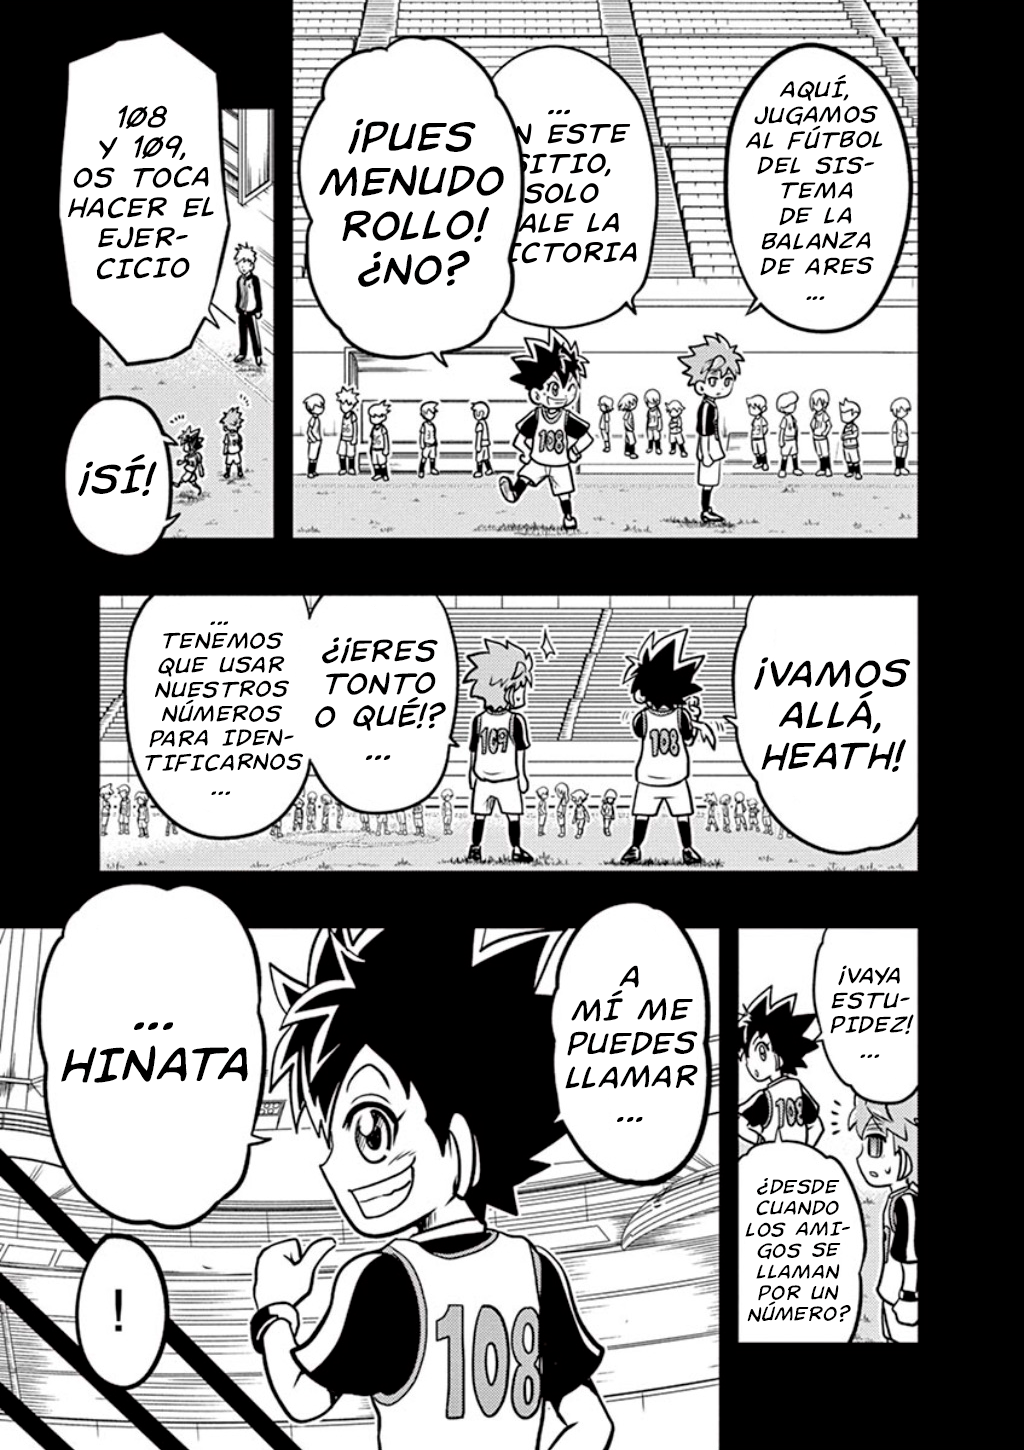 AQUÍ,
JUGAMOS
AL FÚTBOL
DEL SIS-
TEMA
DE LA
BALANZA
DE ARES
...
...
N ESTE
SITIO,
SOLO
ALE LA
ICTORIA
¡PUES
MENUDO
ROLLO!
¿NO?
108
108
Y 109,
OS TOCA
HACER EL
EJER-
CICIO
¡SÍ!
¡VAMOS
ALLÁ,
HEATH!
¿¡ERES
TONTO
O QUÉ!?
...
...
TENEMOS
QUE USAR
NUESTROS
NÚMEROS
PARA IDEN-
TIFICARNOS
...
109
108
¡VAYA
ESTU-
PIDEZ!
...
108
¿DESDE
CUANDO
LOS AMI-
GOS SE
LLAMAN
POR UN
NÚMERO?
A
MÍ ME
PUEDES
LLAMAR
...
...
HINATA
!
108